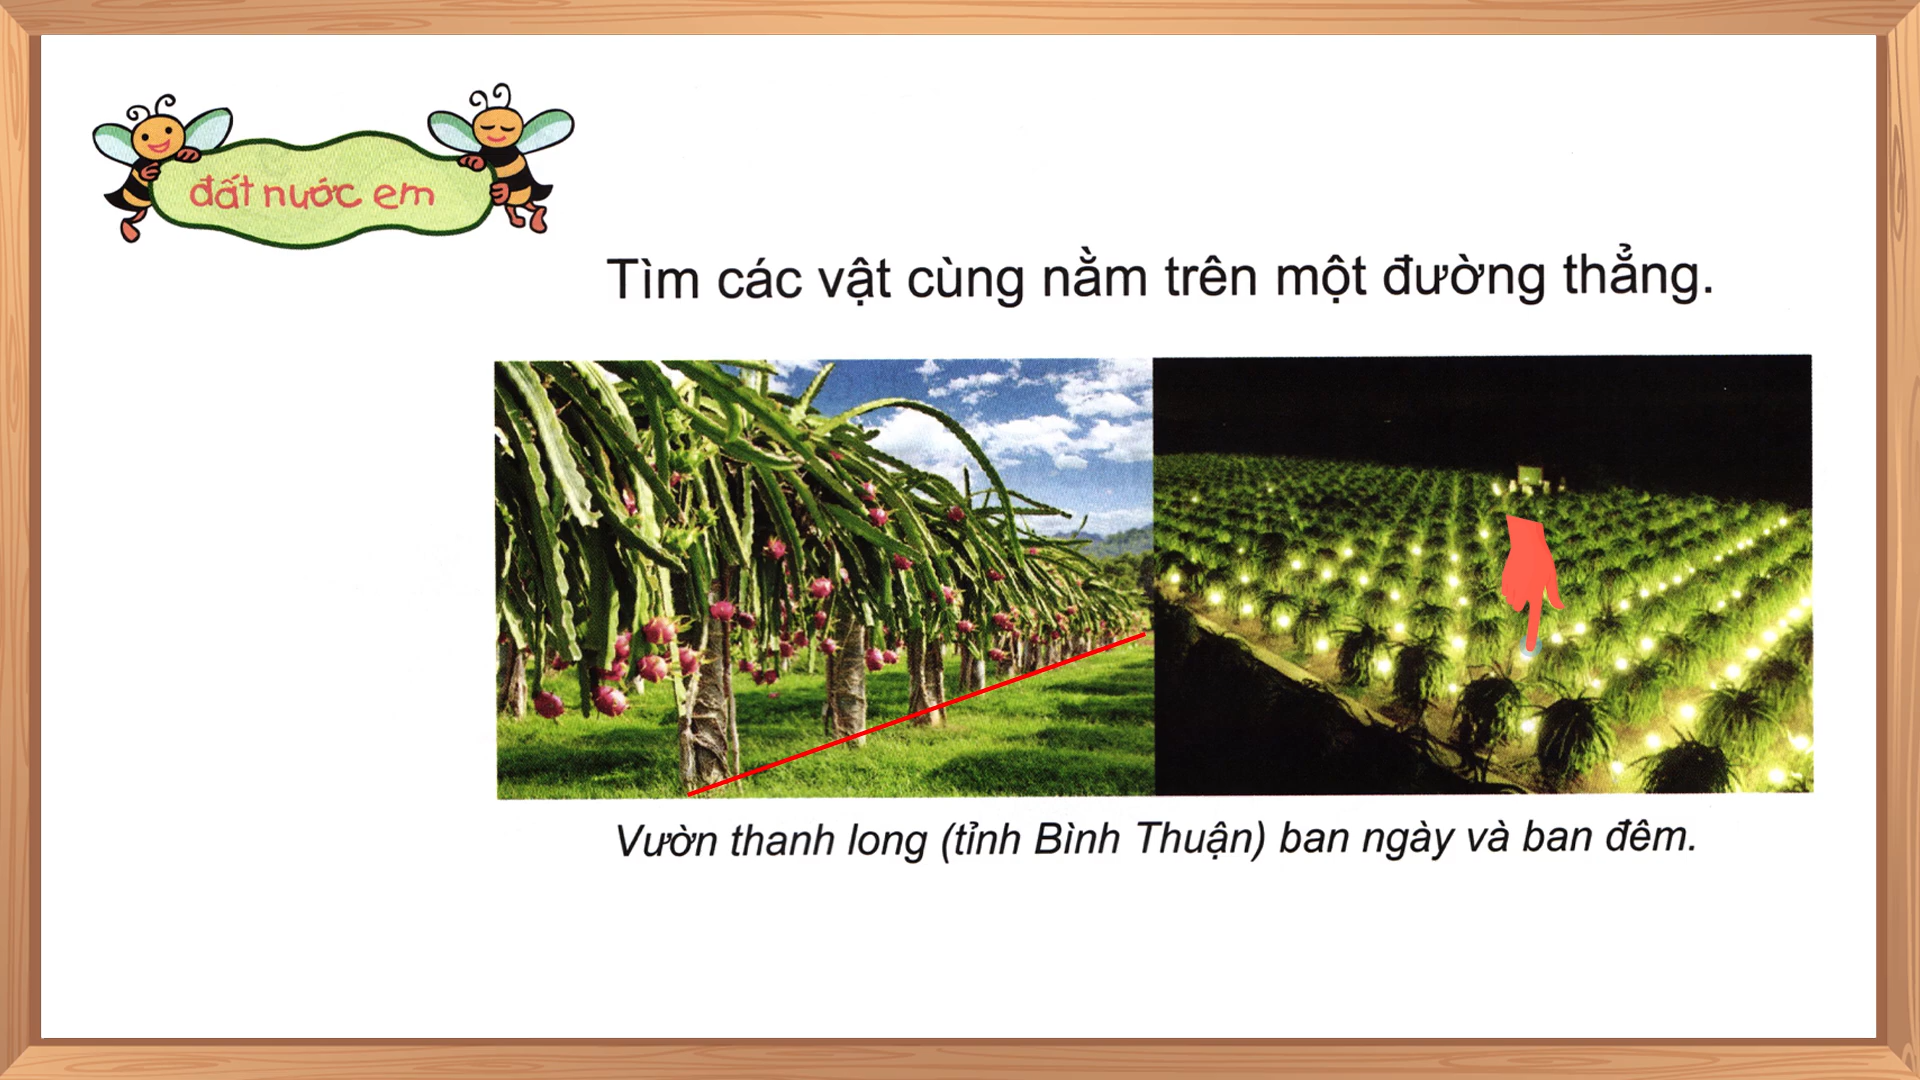 đất nước em
Tìm các vật cùng nằm trên một đường thẳng.
Vườn thanh long (tỉnh Bình Thuận) ban ngày và ban đêm.